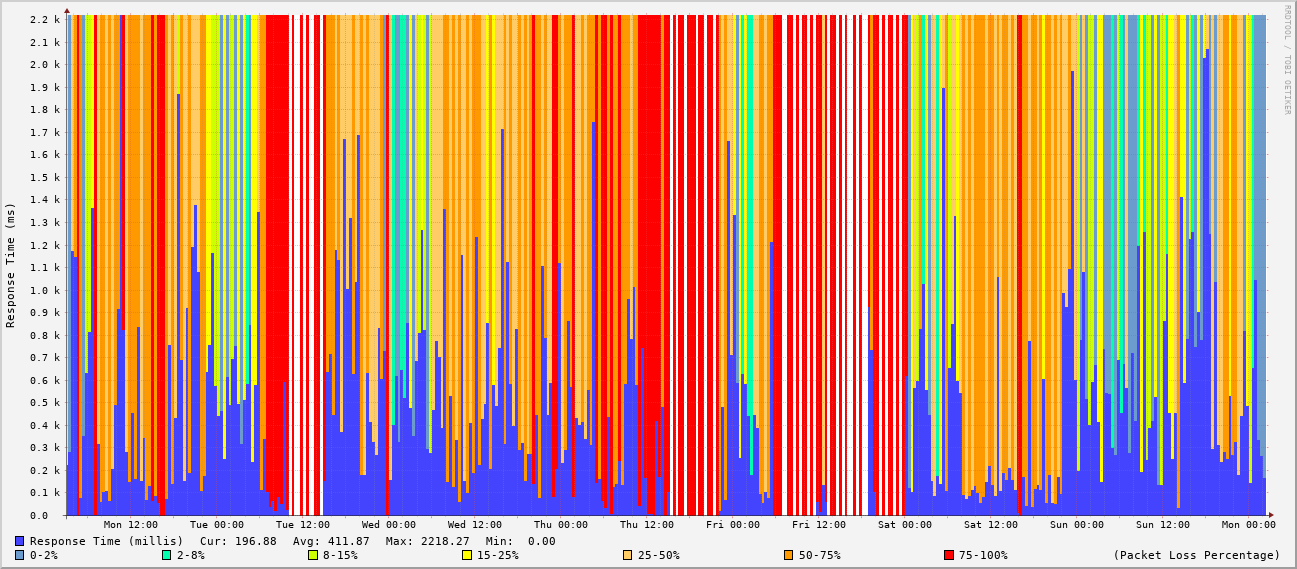 RRDTOOL / TOBI OETIKER
Response Time (ms)
2.2 k
2.1 k
2.0 k
1.9 k
1.8 k
1.7 k
1.6 k
1.5 k
1.4 k
1.3 k
1.2 k
1.1 k
1.0 k
0.9 k
0.8 k
0.7 k
0.6 k
0.5 k
0.4 k
0.3 k
0.2 k
0.1 k
0.0
Mon 12:00 Tue 00:00 Tue 12:00 Wed 00:00 Wed 12:00 Thu 00:00 Thu 12:00 Fri 00:00 Fri 12:00 Sat 00:00 Sat 12:00 Sun 00:00 Sun 12:00 Mon 00:00
Response Time (millis) Cur: 196.88 Avg: 411.87 Max: 2218.27 Min: 0.00
0-2% 2-8% 8-15% 15-25% 25-50% 50-75% 75-100% (Packet Loss Percentage)